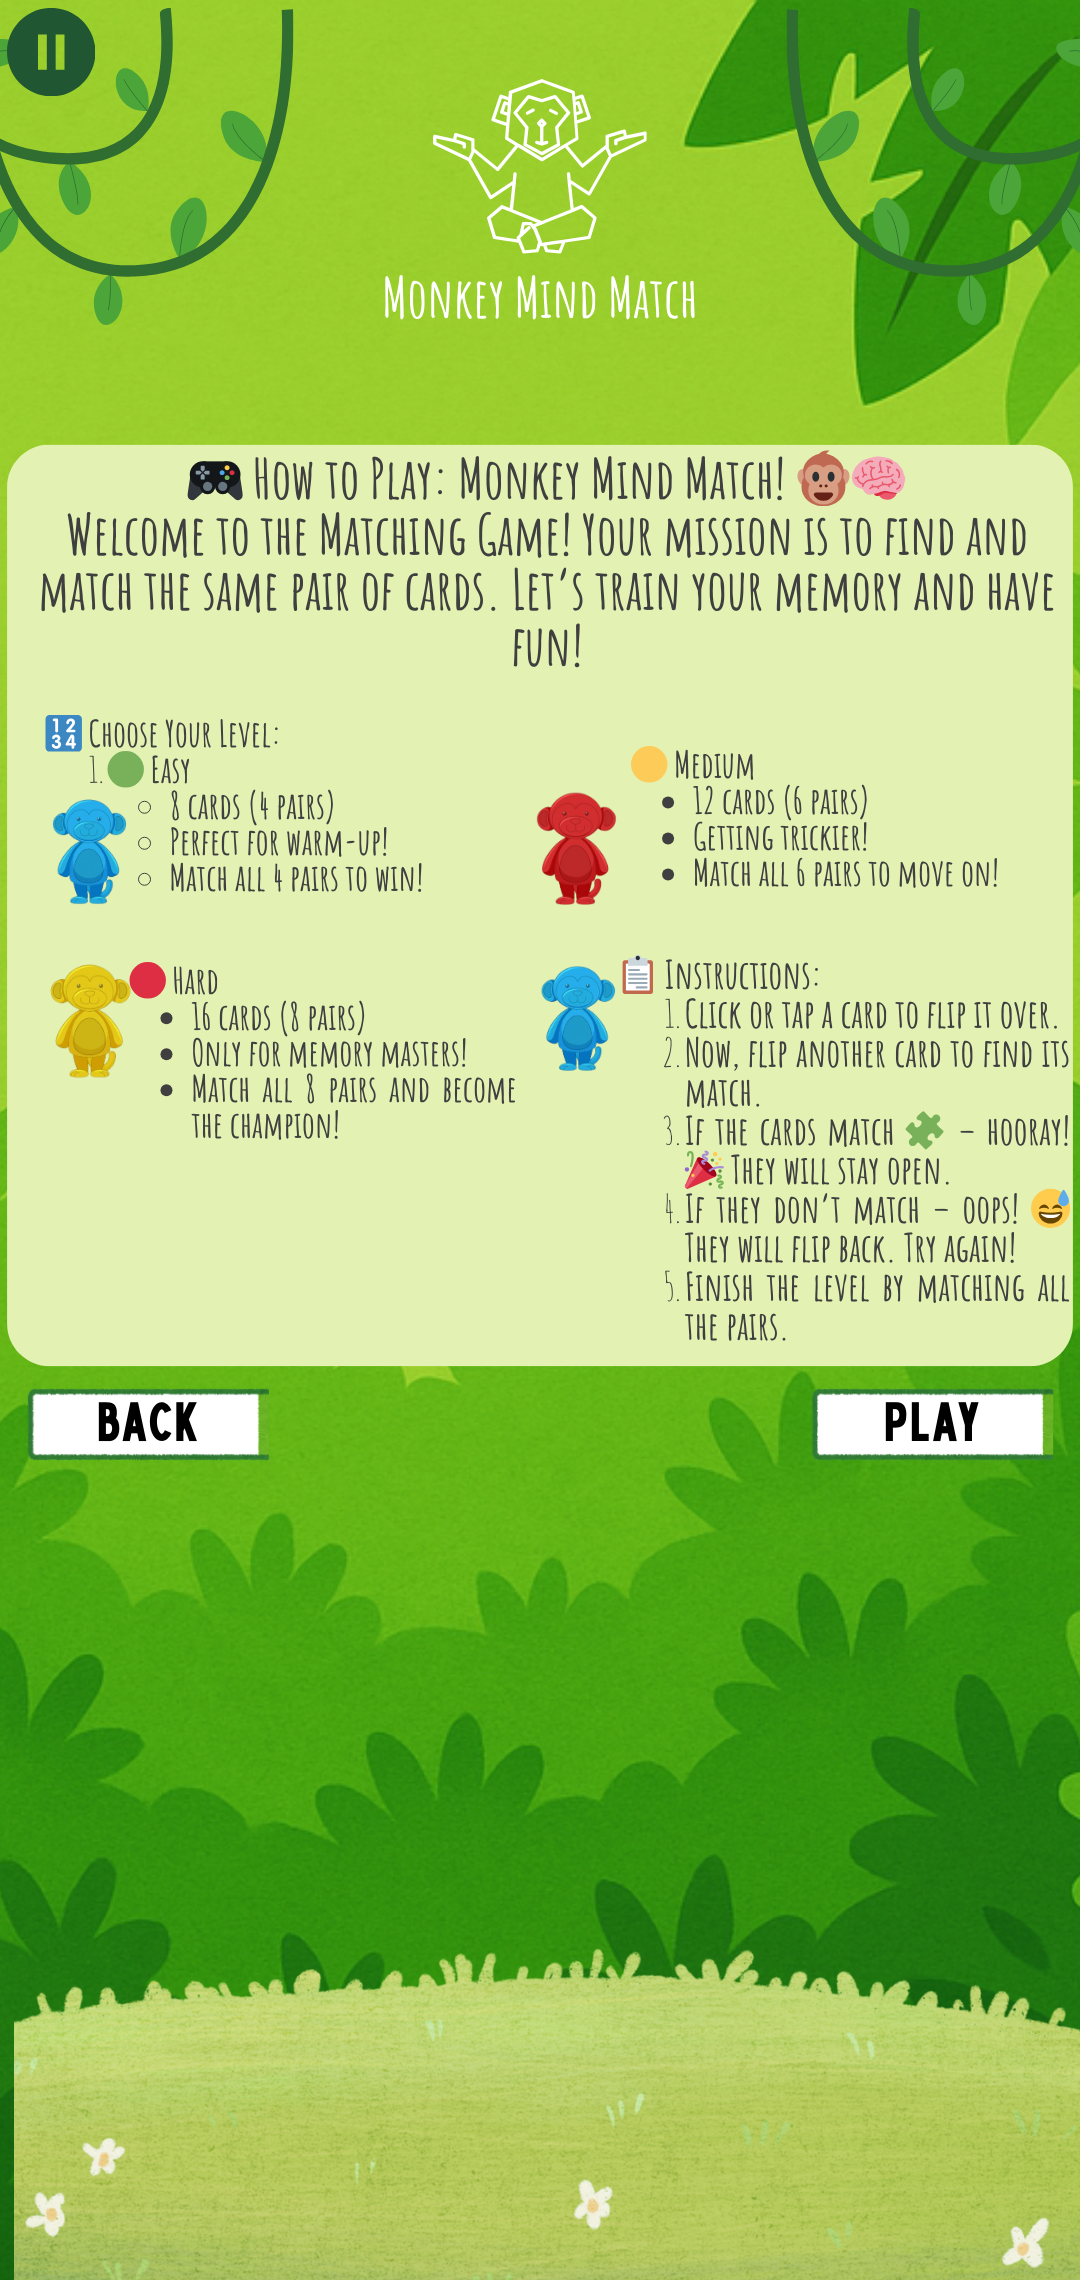 Monkey Mind Match
🎮 How to Play: Monkey Mind Match! 🐵🧠
Welcome to the Matching Game! Your mission is to find and
match the same pair of cards. Let's train your memory and have
fun!
🔢 Choose Your Level:
1. 🟢 Easy
○ 8 cards (4 pairs)
○ Perfect for warm-up!
○ Match all 4 pairs to win!
🟡 Medium
● 12 cards (6 pairs)
● Getting trickier!
● Match all 6 pairs to move on!
🔴 Hard
● 16 cards (8 pairs)
● Only for memory masters!
● Match all 8 pairs and become
the champion!
📋 Instructions:
1. Click or tap a card to flip it over.
2. Now, flip another card to find its
match.
3. If the cards match 🧩 – hooray!
🎉 They will stay open.
4. If they don't match – oops! 😅
They will flip back. Try again!
5. Finish the level by matching all
the pairs.
BACK
PLAY